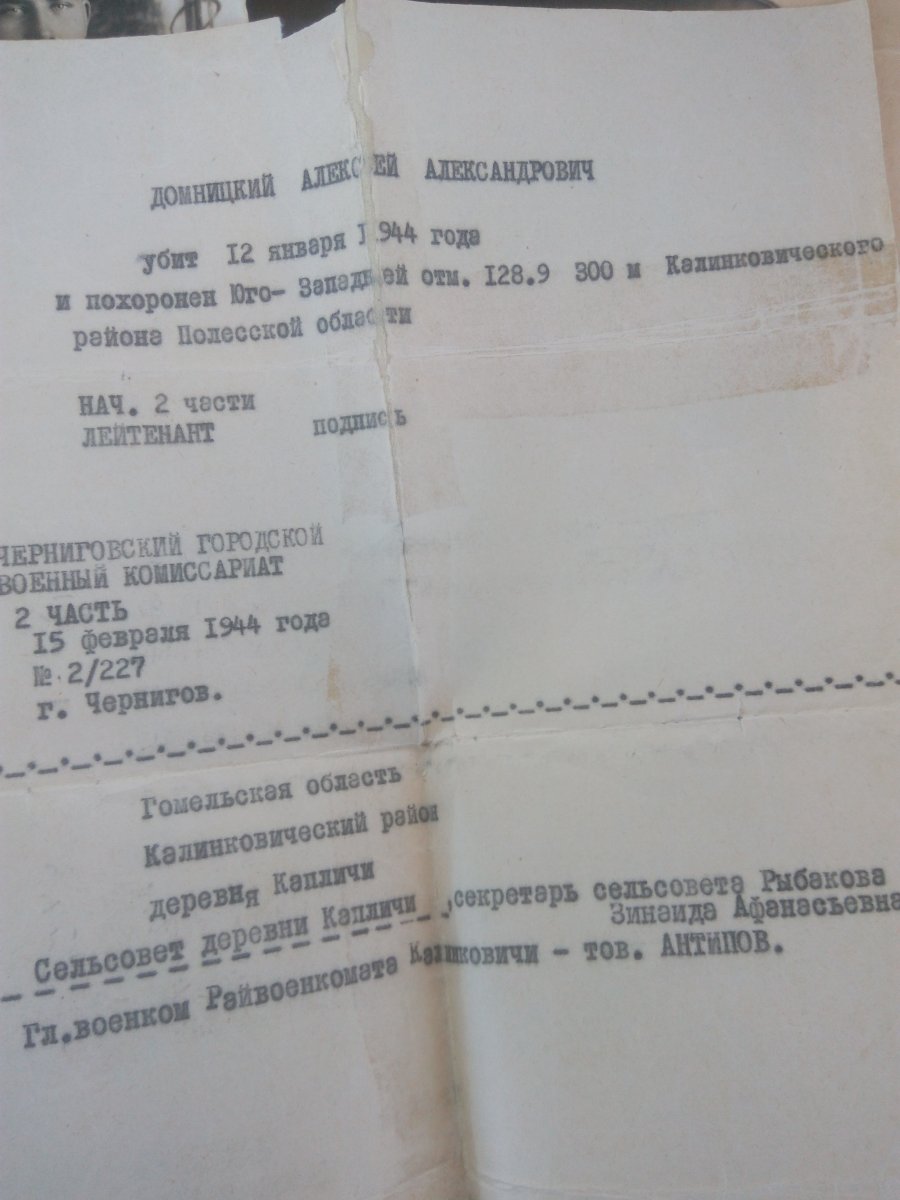 ДОМНИЦКИЙ АЛЕКСЕЙ АЛЕКСАНДРОВИЧ
убит 12 января 1944 года
и похоронен Юго- Западней отм. 128.9 300 м Калинковического
района Полесской области
НАЧ. 2 части
ЛЕЙТЕНАНТ подпись
ЧЕРНИГОВСКИЙ ГОРОДСКОЙ
ВОЕННЫЙ КОМИССАРИАТ
2 ЧАСТЬ
15 февраля 1944 года
№ 2/227
г. Чернигов.
Гомельская область
Калинковический район
деревня Капличи
Сельсовет деревни Капличи ,секретарь сельсовета Рыбакова
Зинаида Афанасьевна
Гл.военком Райвоенкомата Калинковичи - тов. АНТИПОВ.